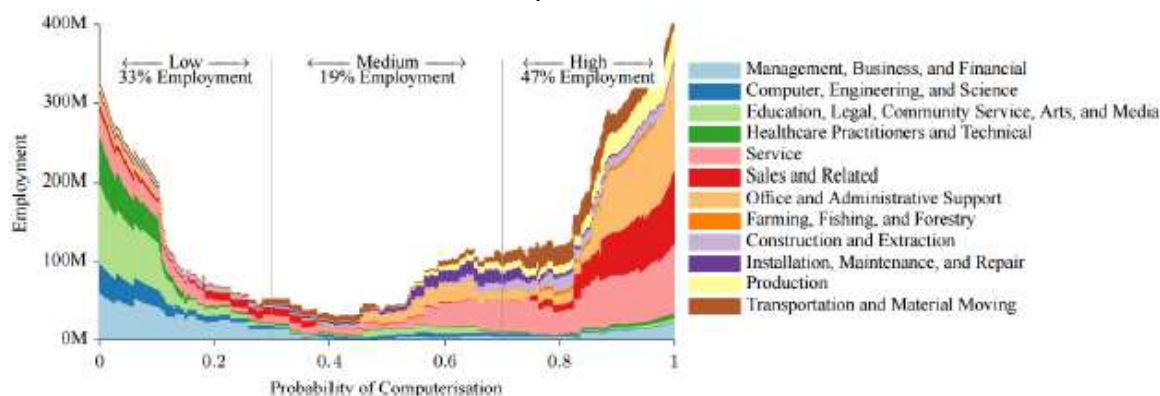 400M
300M
200M
100M
0M
Employment
Low
33% Employment
Medium
19% Employment
High
47% Employment
0
0.2
0.4
0.6
0.8
1
Probability of Computerisation
Management, Business, and Financial
Computer, Engineering, and Science
Education, Legal, Community Service, Arts, and Media
Healthcare Practitioners and Technical
Service
Sales and Related
Office and Administrative Support
Farming, Fishing, and Forestry
Construction and Extraction
Installation, Maintenance, and Repair
Production
Transportation and Material Moving